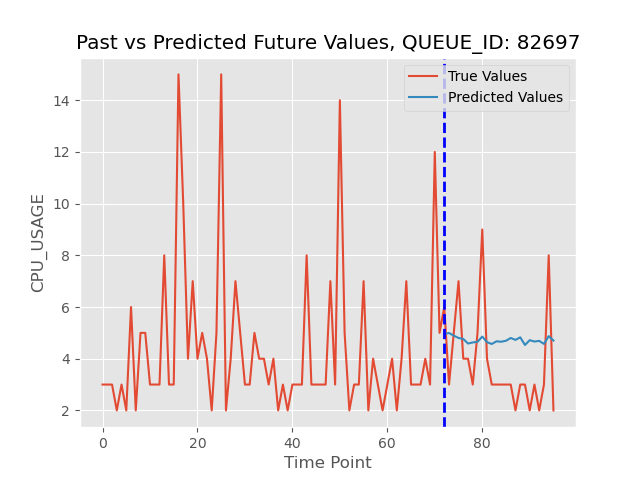 Past vs Predicted Future Values, QUEUE_ID: 82697
True Values
Predicted Values
CPU_USAGE
14
12
10
8
6
4
2
0 20 40 60 80
Time Point